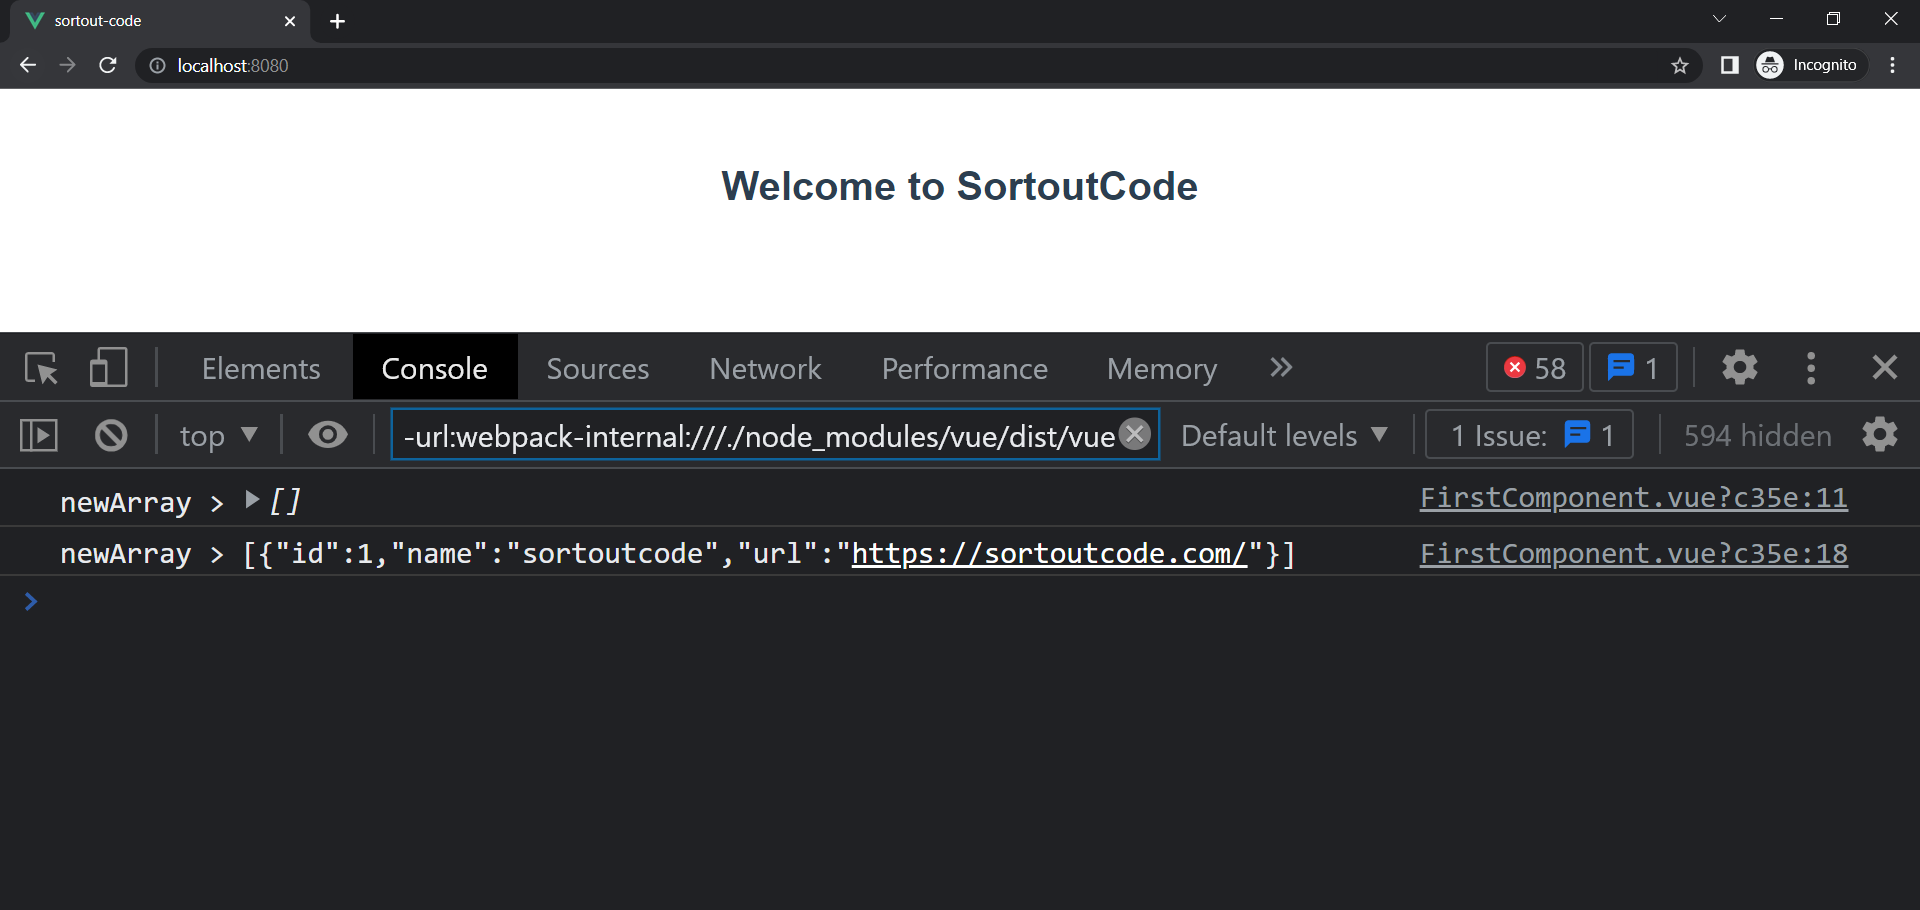 sortout-code
localhost:8080
Incognito
Welcome to SortoutCode
Elements Console Sources Network Performance Memory 58 1
top -url:webpack-internal:///./node_modules/vue/dist/vue Default levels 1 Issue: 1 594 hidden
newArray > [] FirstComponent.vue?c35e:11
newArray > [{"id":1,"name":"sortoutcode","url":"https://sortoutcode.com/"}] FirstComponent.vue?c35e:18